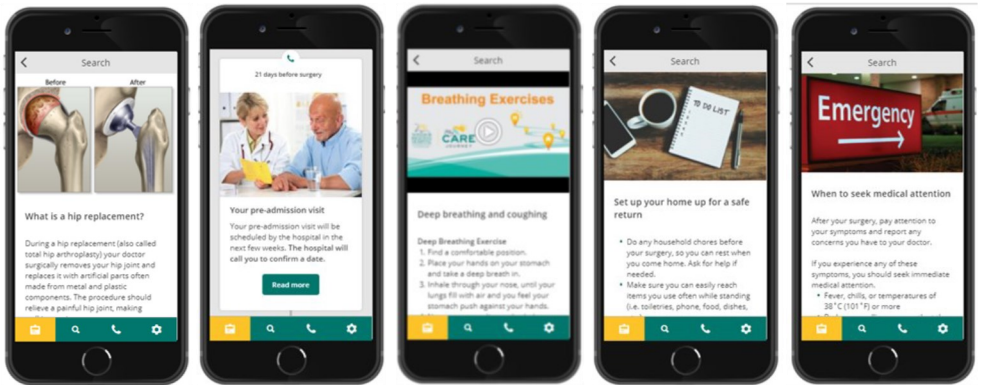 Search
Before
After
What is a hip replacement?
During a hip replacement (also called
total hip arthroplasty) your doctor
surgically removes your hip joint and
replaces it with artificial parts often
made from metal and plastic
components. The procedure should
relieve a painful hip joint, making
21 days before surgery
Your pre-admission visit
Your pre-admission visit will be
scheduled by the hospital in the
next few weeks. The hospital will
call you to confirm a date.
Read more
Search
Breathing Exercises
CARE
JOURNEY
Deep breathing and coughing
Deep Breathing Exercise
1. Find a comfortable position.
2. Place your hands on your stomach
and take a deep breath in.
3. Inhale through your nose, until your
lungs fill with air and you feel your
stomach push against your hands.
Search
TO DO LIST
Set up your home up for a safe
return
• Do any household chores before
your surgery, so you can rest when
you come home. Ask for help if
needed.
• Make sure you can easily reach
items you use often while standing
(i.e. toiletries, phone, food, dishes,
Search
Emergency
When to seek medical attention
After your surgery, pay attention to
your symptoms and report any
concerns you have to your doctor.
If you experience any of these
symptoms, you should seek immediate
medical attention.
• Fever, chills, or temperatures of
38°C (101°F) or more